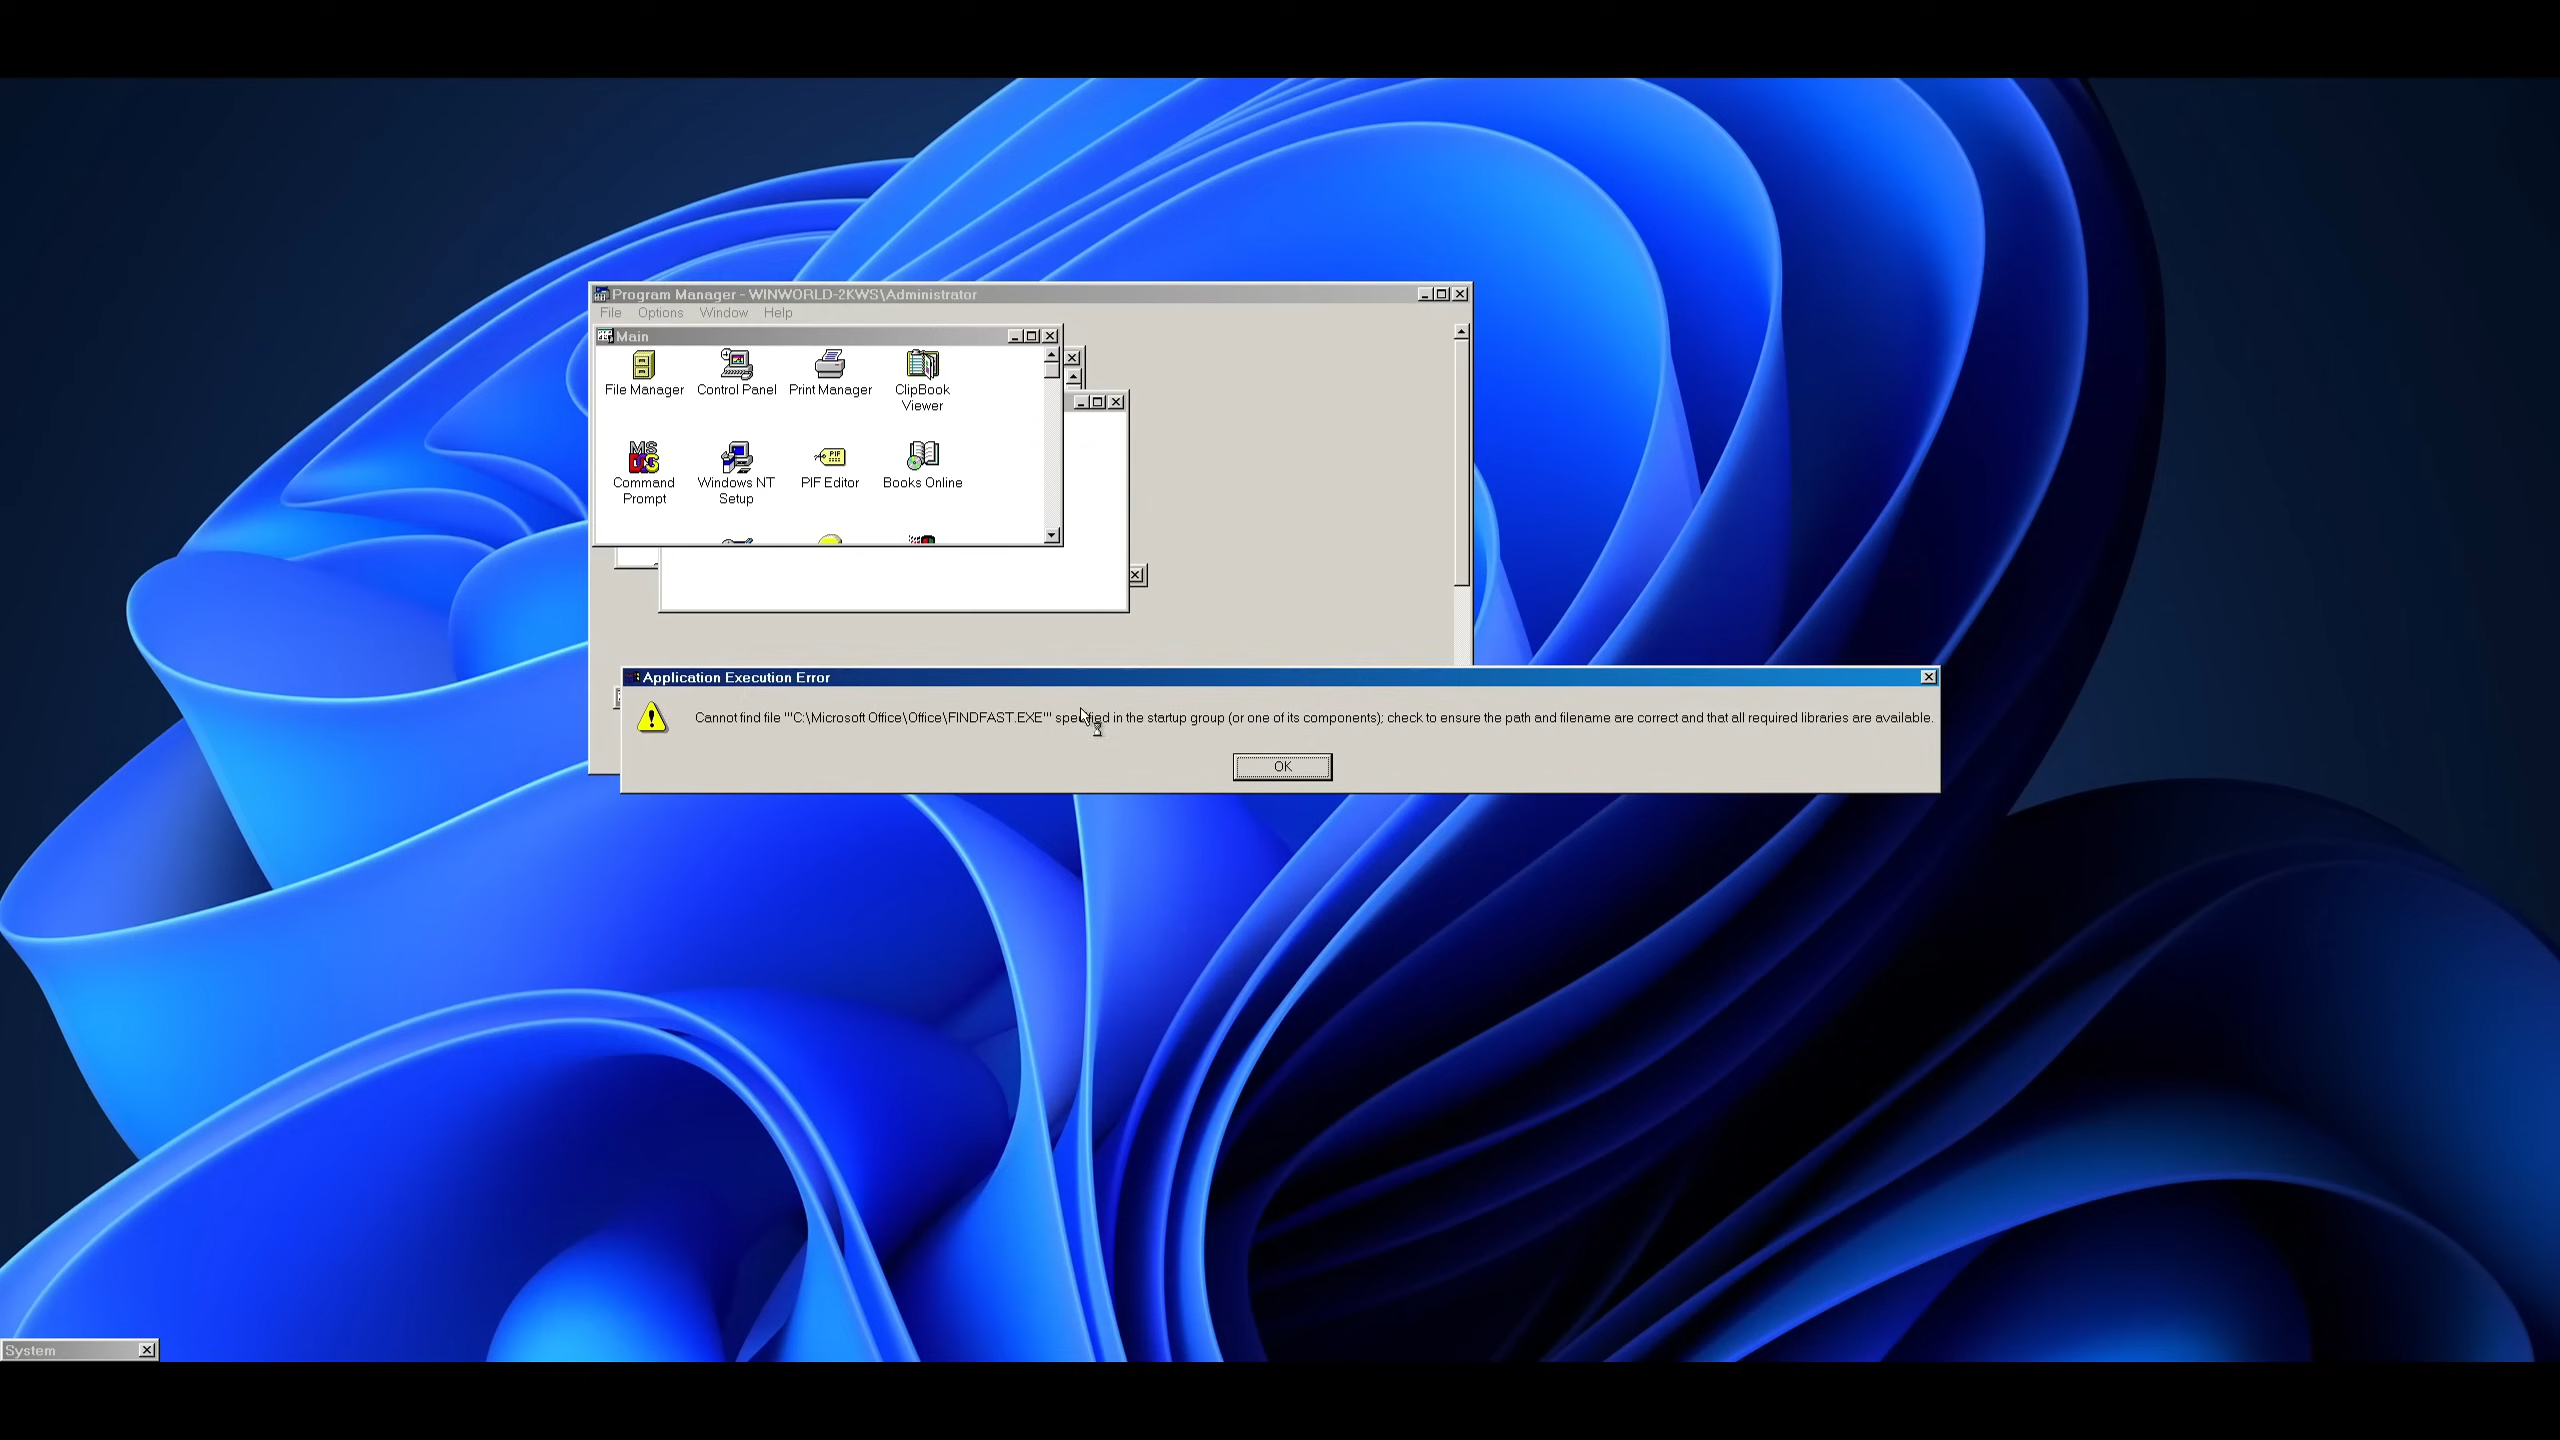 Program Manager - WINWORLD-2KWS\Administrator
File Options Window Help
Main
File Manager
Control Panel
Print Manager
ClipBook
Viewer
MS
DOS
Command
Prompt
Windows NT
Setup
PIF
PIF Editor
Books Online
Application Execution Error
Cannot find file '"C:\Microsoft Office\Office\FINDFAST.EXE"' specified in the startup group (or one of its components); check to ensure the path and filename are correct and that all required libraries are available.
OK
System